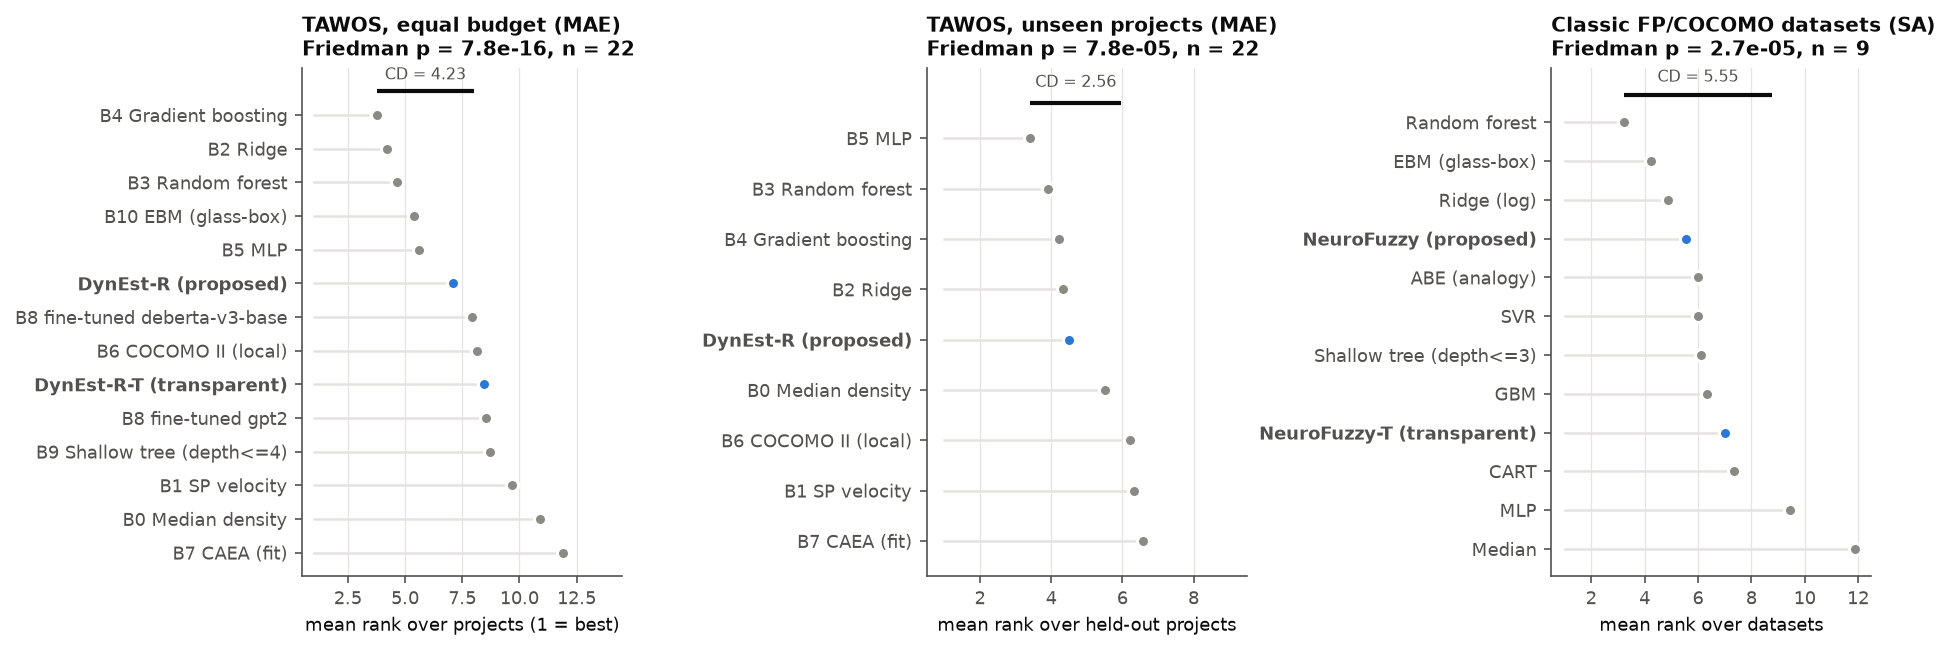 TAWOS, equal budget (MAE)
Friedman p = 7.8e-16, n = 22
CD = 4.23
B4 Gradient boosting
B2 Ridge
B3 Random forest
B10 EBM (glass-box)
B5 MLP
DynEst-R (proposed)
B8 fine-tuned deberta-v3-base
B6 COCOMO II (local)
DynEst-R-T (transparent)
B8 fine-tuned gpt2
B9 Shallow tree (depth<=4)
B1 SP velocity
B0 Median density
B7 CAEA (fit)
2.5 5.0 7.5 10.0 12.5
mean rank over projects (1 = best)
TAWOS, unseen projects (MAE)
Friedman p = 7.8e-05, n = 22
CD = 2.56
B5 MLP
B3 Random forest
B4 Gradient boosting
B2 Ridge
DynEst-R (proposed)
B0 Median density
B6 COCOMO II (local)
B1 SP velocity
B7 CAEA (fit)
2 4 6 8
mean rank over held-out projects
Classic FP/COCOMO datasets (SA)
Friedman p = 2.7e-05, n = 9
CD = 5.55
Random forest
EBM (glass-box)
Ridge (log)
NeuroFuzzy (proposed)
ABE (analogy)
SVR
Shallow tree (depth<=3)
GBM
NeuroFuzzy-T (transparent)
CART
MLP
Median
2 4 6 8 10 12
mean rank over datasets